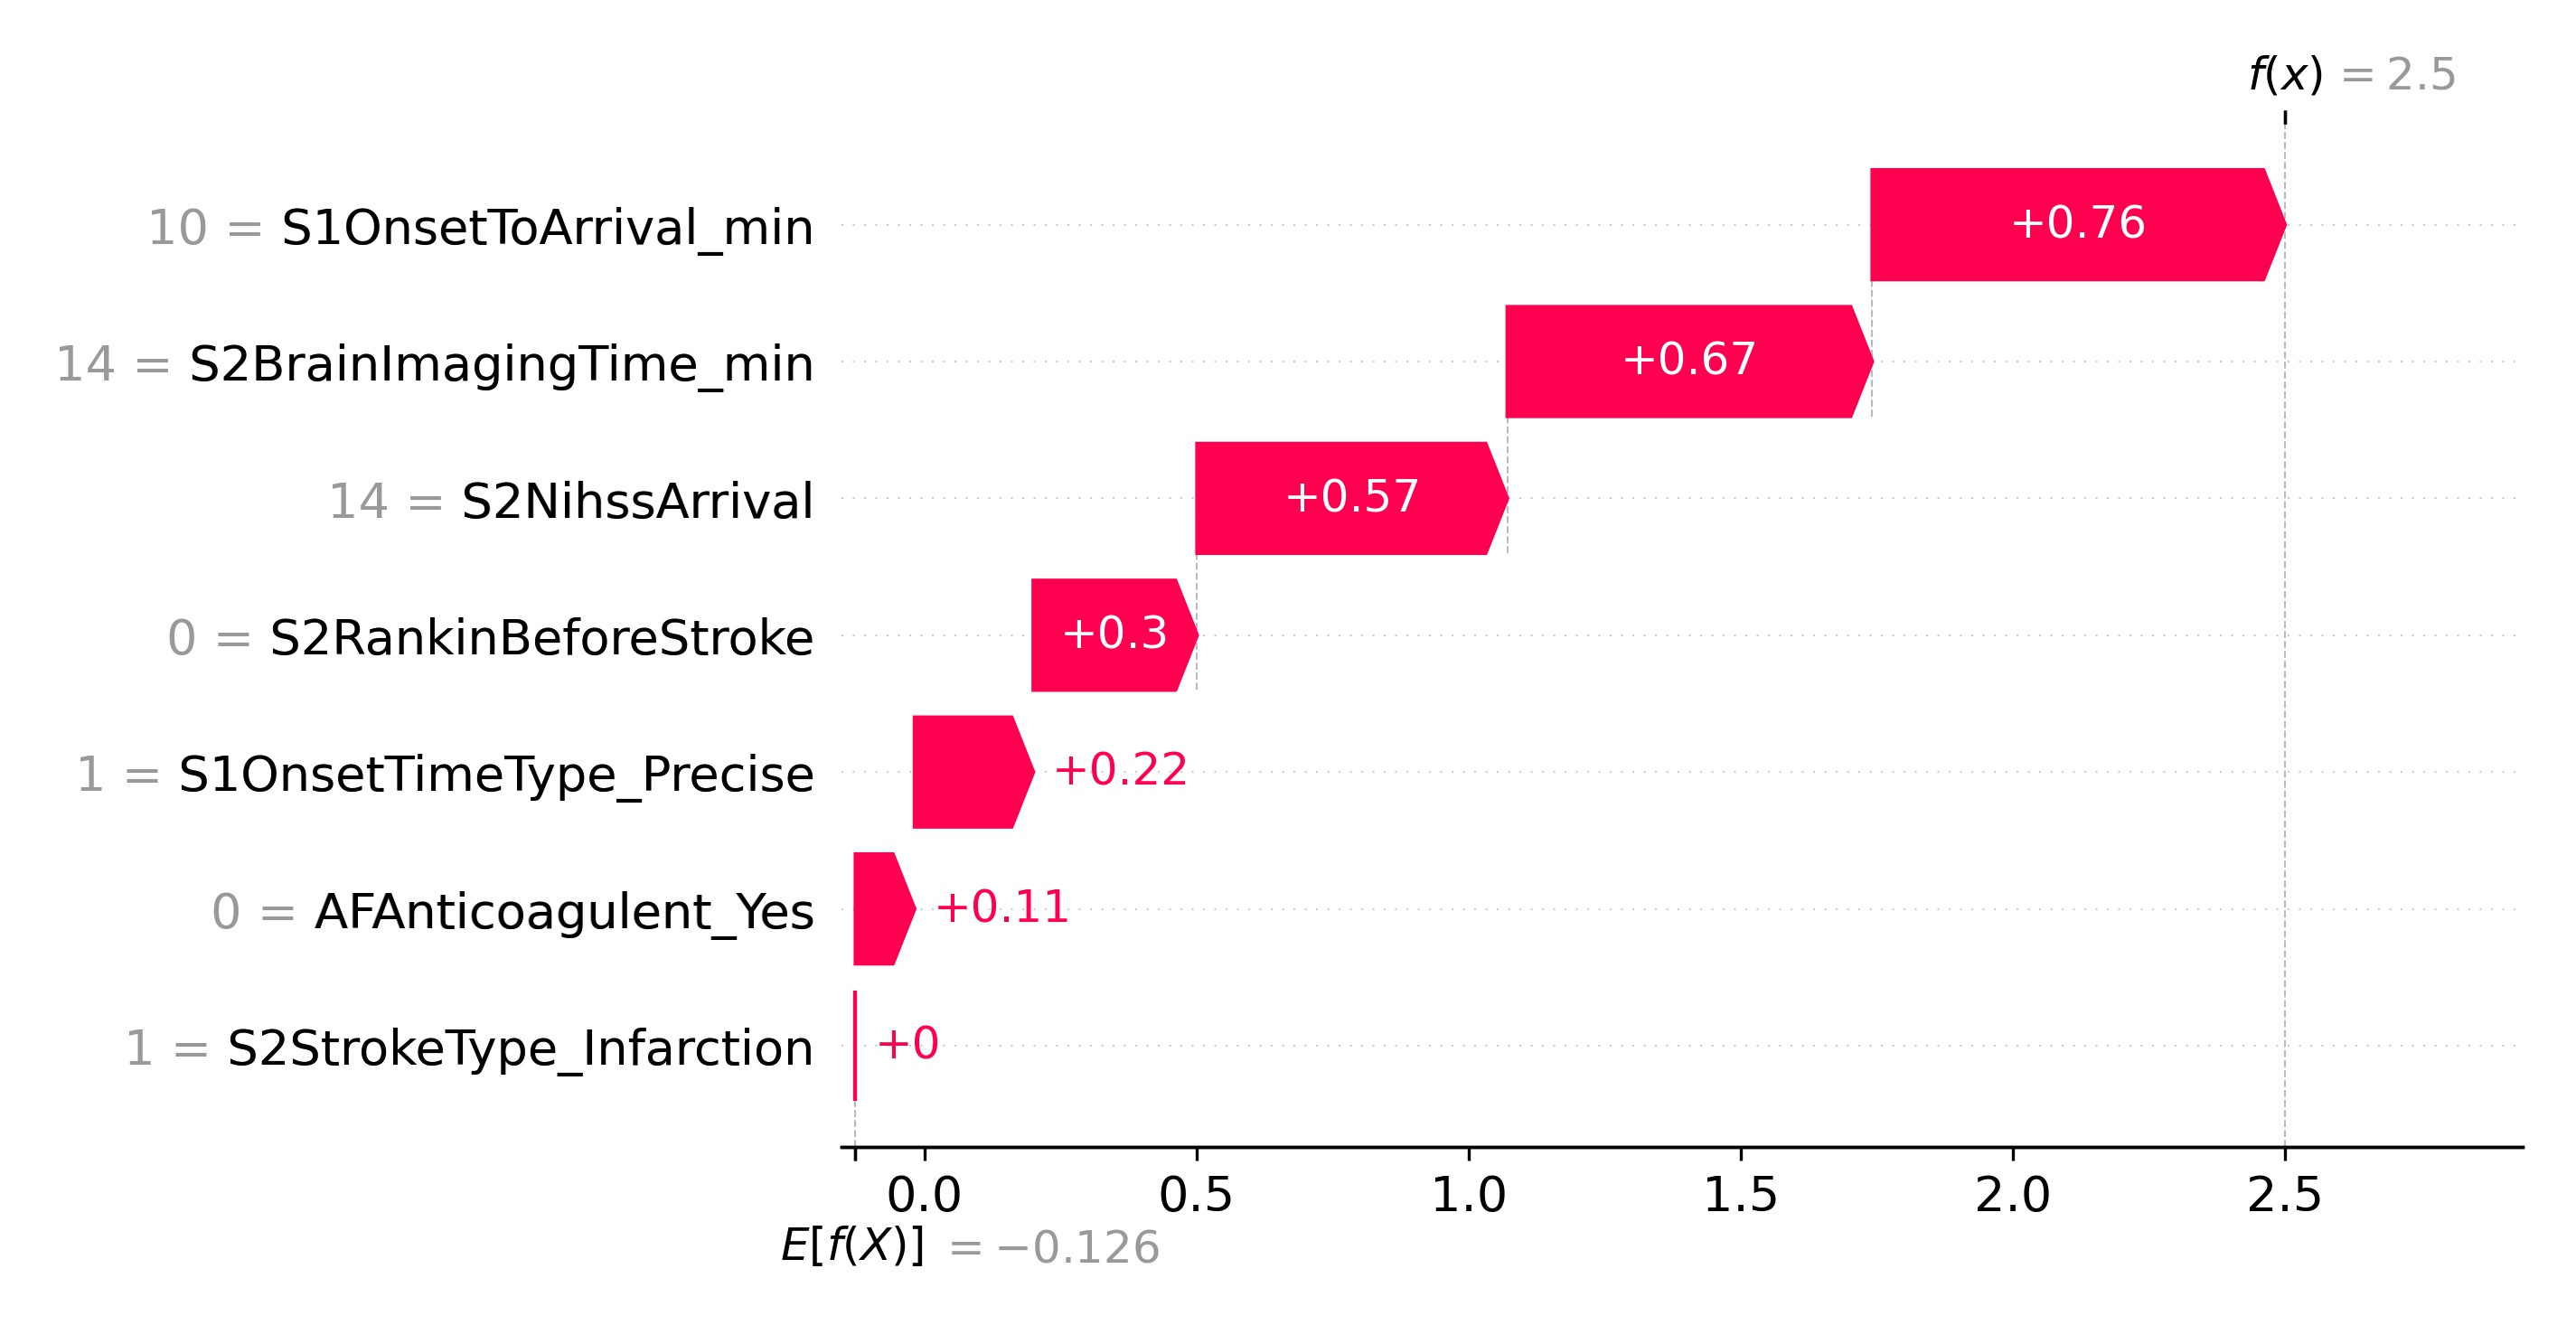 f(x) = 2.5
10 = S1OnsetToArrival_min +0.76
14 = S2BrainImagingTime_min +0.67
14 = S2NihssArrival +0.57
0 = S2RankinBeforeStroke +0.3
1 = S1OnsetTimeType_Precise +0.22
0 = AFAnticoagulent_Yes +0.11
1 = S2StrokeType_Infarction +0
0.0 0.5 1.0 1.5 2.0 2.5
E[f(X)] = −0.126